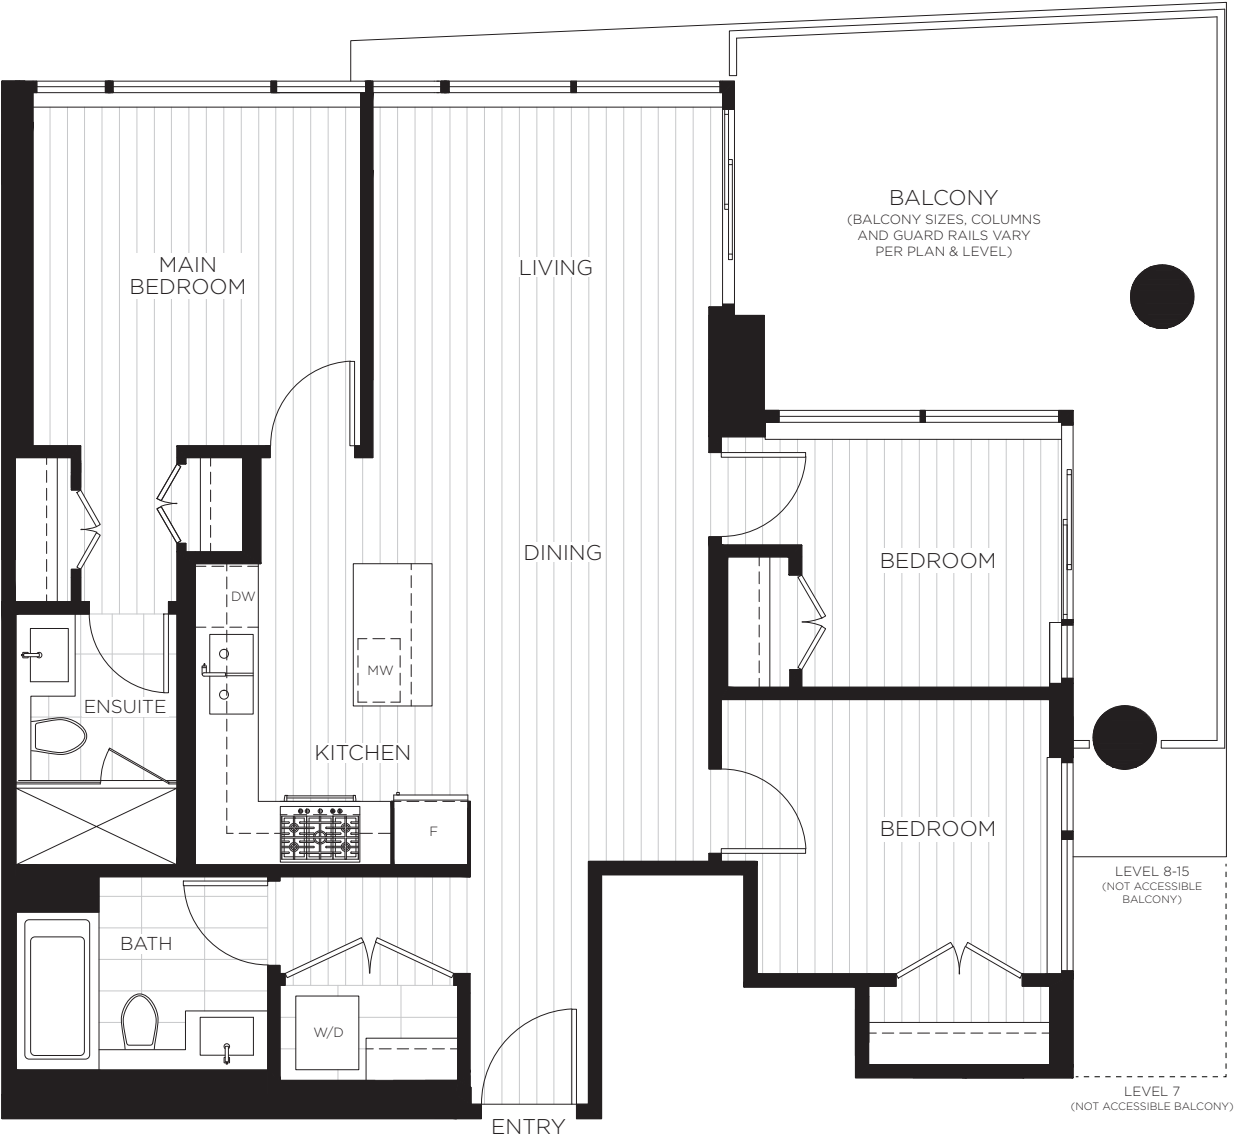 BALCONY
(BALCONY SIZES, COLUMNS
AND GUARD RAILS VARY
PER PLAN & LEVEL)
MAIN
BEDROOM
LIVING
DINING
BEDROOM
DW
MW
ENSUITE
KITCHEN
F
BEDROOM
LEVEL 8-15
(NOT ACCESSIBLE
BALCONY)
BATH
W/D
LEVEL 7
(NOT ACCESSIBLE BALCONY)
ENTRY